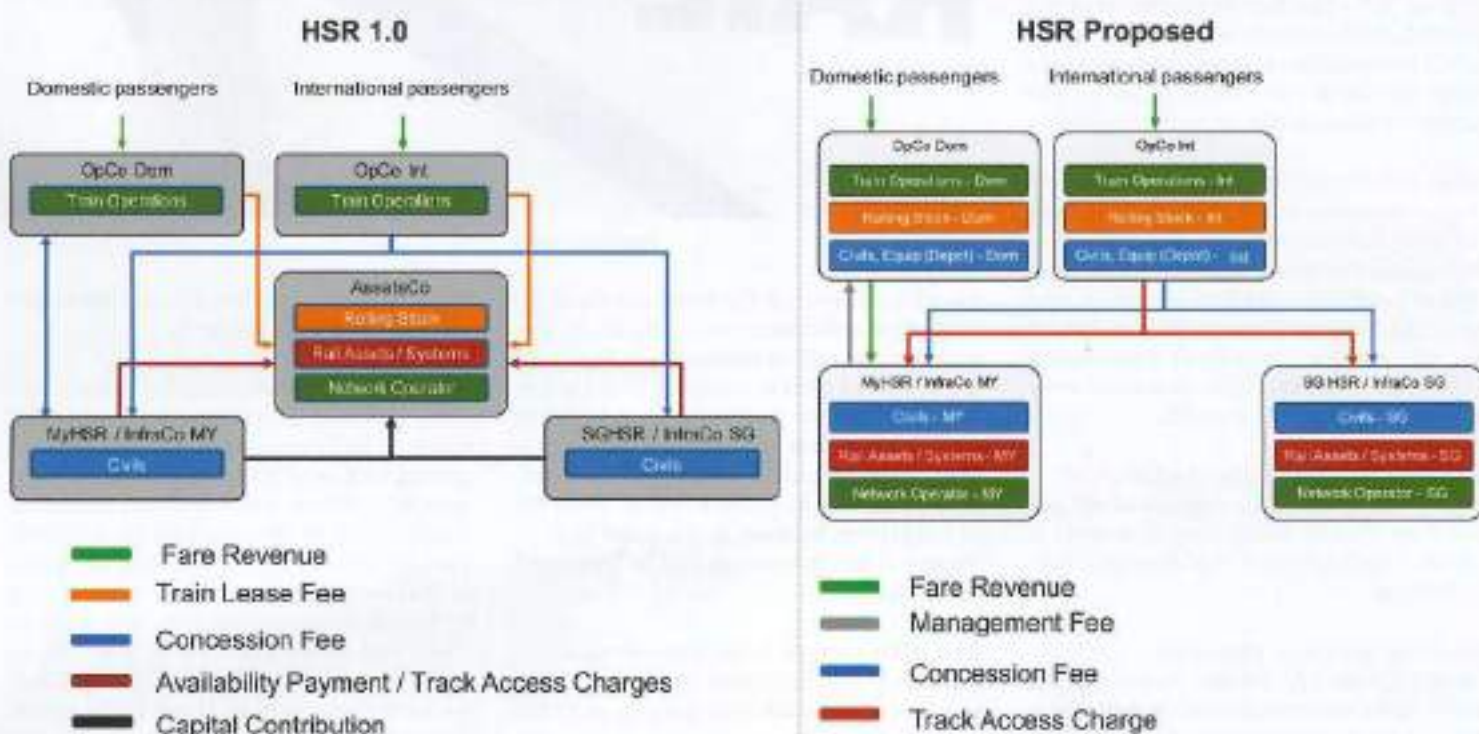 HSR 1.0
Domestic passengers
International passengers
OpCo Dom
Train Operations
OpCo Int
Train Operations
AssetsCo
Rolling Stock
Rail Assets / Systems
Network Operator
MyHSR / InfraCo MY
Civils
SGHSR / InfraCo SG
Civils
Fare Revenue
Train Lease Fee
Concession Fee
Availability Payment / Track Access Charges
Capital Contribution
HSR Proposed
Domestic passengers
International passengers
OpCo Dom
Train Operations - Dom
Rolling Stock - Dom
Civils, Equip (Depot) - Dom
OpCo Int
Train Operations - Int
Rolling Stock - Int
Civils, Equip (Depot) - Int
MyHSR / InfraCo MY
Civils - MY
Rail Assets / Systems - MY
Network Operator - MY
SG HSR / InfraCo SG
Civils - SG
Rail Assets / Systems - SG
Network Operator - SG
Fare Revenue
Management Fee
Concession Fee
Track Access Charge